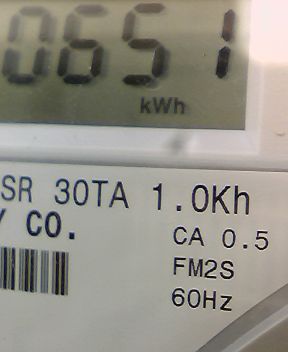 0651
kWh
SR 30TA 1.0Kh
Y CO.
CA 0.5
FM2S
60Hz